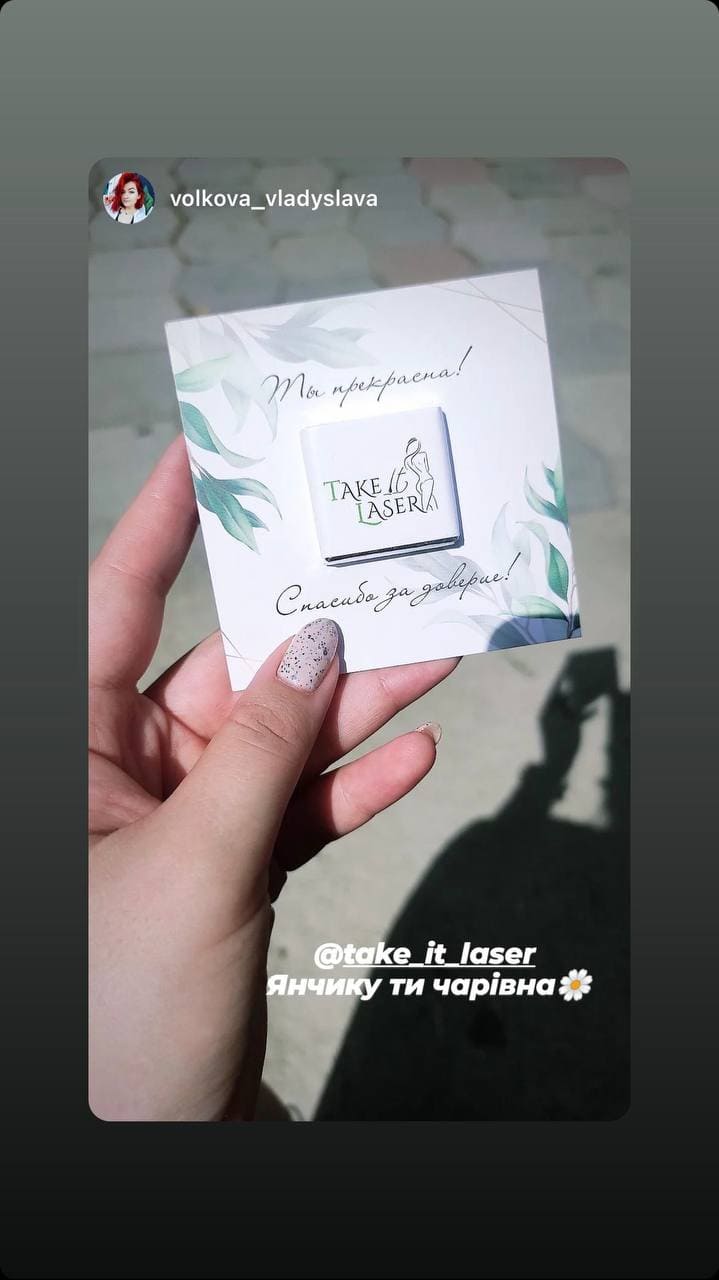 volkova_vladyslava
Ты прекрасна!
TAKE It
LASER
Спасибо за доверие!
@take_it_laser
Янчику ти чарівна🌼